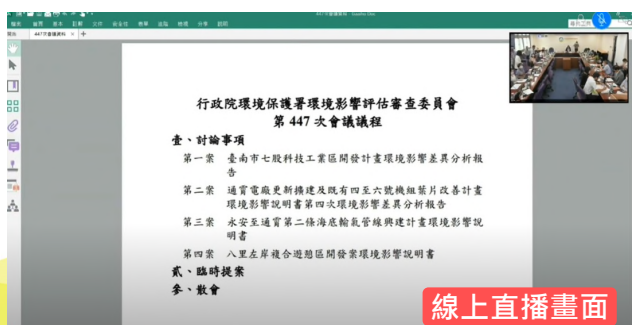 447次審議資料
行政院環境保護署環境影響評估審查委員會
第 447 次會議議程
壹、討論事項
第一案 臺南市七股科技工業區開發計畫環境影響差異分析報
告
第二案 通霄電廠更新擴建及既有四至六號機組葉片改善計畫
環境影響說明書第四次環境影響差異分析報告
第三案 永安至通霄第二條海底輸氣管線興建計畫環境影響說
明書
第四案 八里左岸複合遊憩區開發案環境影響說明書
貳、臨時提案
參、散會
線上直播畫面